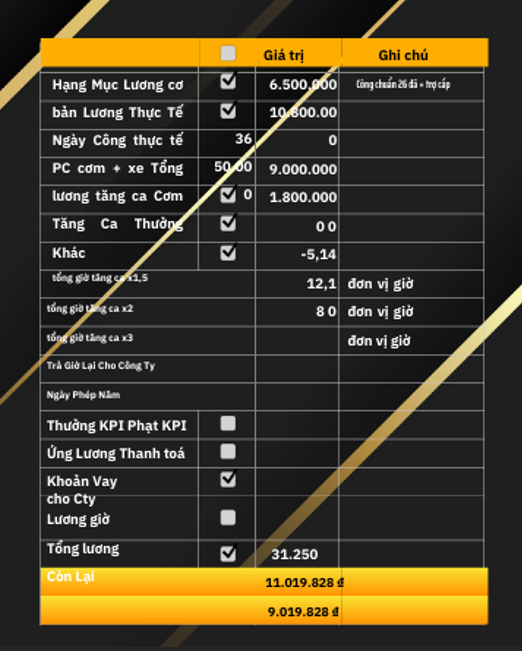 Giá trị Ghi chú
Hạng Mục Lương cơ 6.500,000 Công chuẩn 26 đã + trợ cấp
bản Lương Thực Tế 10,800.00
Ngày Công thực tế 36 0
PC cơm + xe Tổng 50,00 9.000.000
lương tăng ca Cơm 0 1.800.000
Tăng Ca Thưởng 0 0
Khác -5,14
tổng giờ tăng ca x1,5 12,1 đơn vị giờ
tổng giờ tăng ca x2 8 0 đơn vị giờ
tổng giờ tăng ca x3 đơn vị giờ
Trả Giờ Lại Cho Công Ty
Ngày Phép Năm
Thưởng KPI Phạt KPI
Ứng Lương Thanh toá
Khoản Vay
cho Cty
Lương giờ
Tổng lương 31.250
Còn Lại 11.019.828 đ
9.019.828 đ